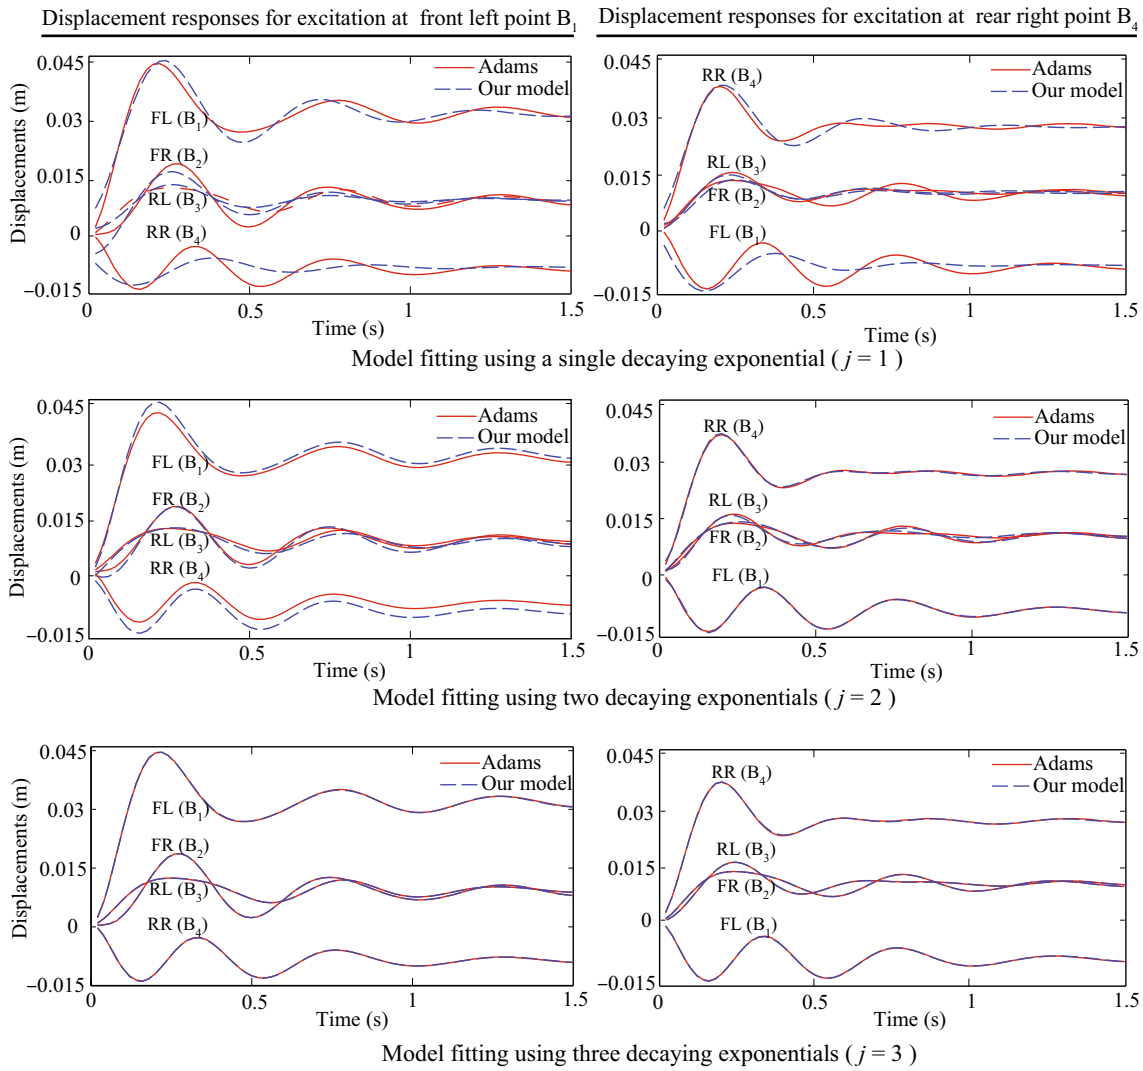 Displacement responses for excitation at front left point B1
Displacement responses for excitation at rear right point B4
Displacements (m)
0.045
0.03
0.015
0
−0.015
Adams
Our model
FL (B1)
FR (B2)
RL (B3)
RR (B4)
0
0.5
1
1.5
Time (s)
0.045
0.03
0.015
0
−0.015
Adams
Our model
RR (B4)
RL (B3)
FR (B2)
FL (B1)
0
0.5
1
1.5
Time (s)
Model fitting using a single decaying exponential ( j = 1 )
Displacements (m)
0.045
0.03
0.015
0
−0.015
Adams
Our model
FL (B1)
FR (B2)
RL (B3)
RR (B4)
0
0.5
1
1.5
Time (s)
0.045
0.03
0.015
0
−0.015
Adams
Our model
RR (B4)
RL (B3)
FR (B2)
FL (B1)
0
0.5
1
1.5
Time (s)
Model fitting using two decaying exponentials ( j = 2 )
Displacements (m)
0.045
0.03
0.015
0
−0.015
Adams
Our model
FL (B1)
FR (B2)
RL (B3)
RR (B4)
0
0.5
1
1.5
Time (s)
0.045
0.03
0.015
0
−0.015
Adams
Our model
RR (B4)
RL (B3)
FR (B2)
FL (B1)
0
0.5
1
1.5
Time (s)
Model fitting using three decaying exponentials ( j = 3 )